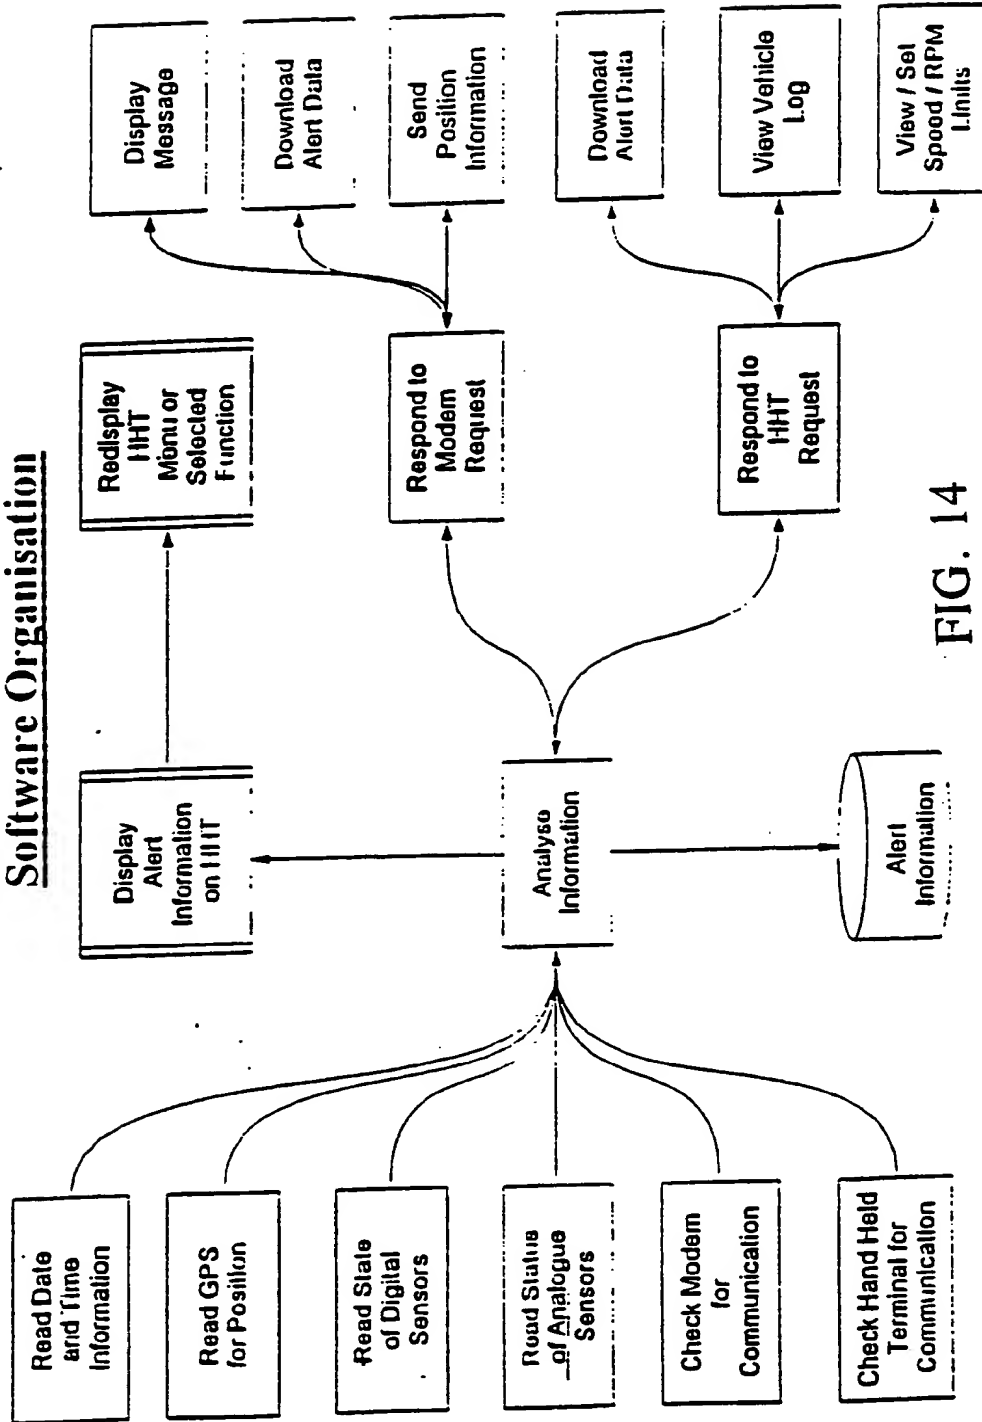 Software Organisation
Read Date
and Time
Information
Read GPS
for Position
Read State
of Digital
Sensors
Read Status
of Analogue
Sensors
Check Modem
for
Communication
Check Hand Held
Terminal for
Communication
Display
Alert
Information
on HHT
Analyse
Information
Alert
Information
Redisplay
HHT
Menu or
Selected
Function
Respond to
Modem
Request
Respond to
HHT
Request
Display
Message
Download
Alert Data
Send
Position
Information
Download
Alert Data
View Vehicle
Log
View / Set
Speed / RPM
Limits
FIG. 14